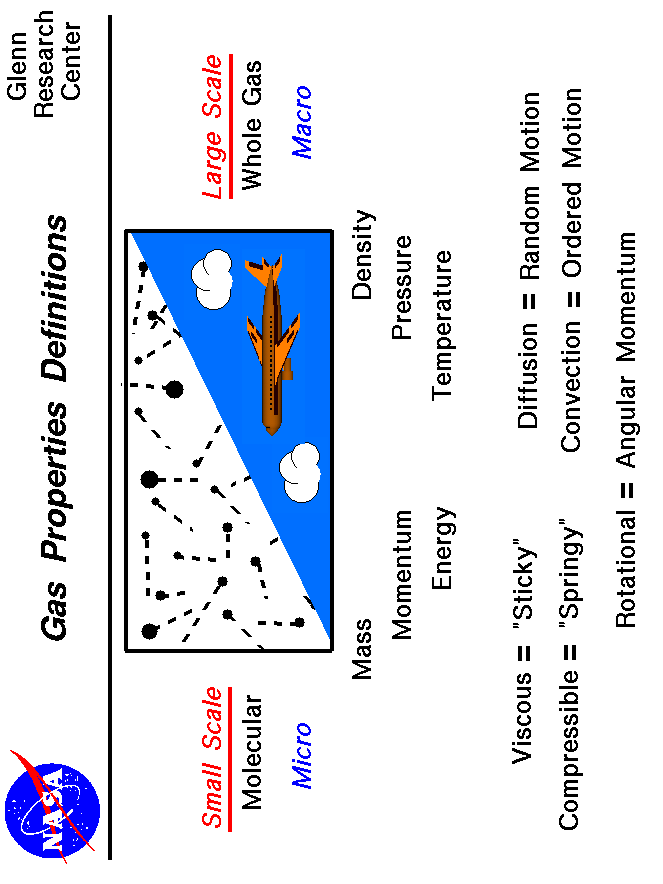 NASA
Gas Properties Definitions
Glenn
Research
Center
Small Scale
Molecular
Micro
Large Scale
Whole Gas
Macro
Mass Density
Momentum Pressure
Energy Temperature
Viscous = "Sticky" Diffusion = Random Motion
Compressible = "Springy" Convection = Ordered Motion
Rotational = Angular Momentum